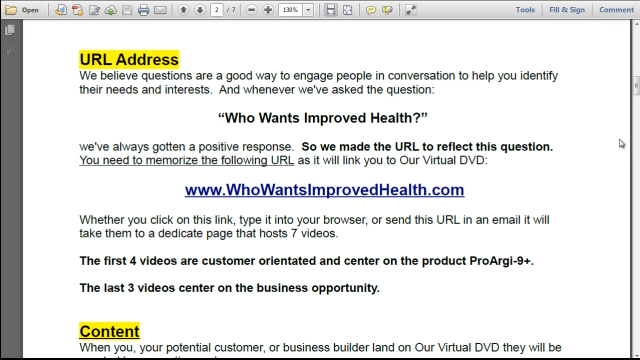 Open
2 / 7
130%
Tools
Fill & Sign
Comment
URL Address
We believe questions are a good way to engage people in conversation to help you identify
their needs and interests. And whenever we've asked the question:
“Who Wants Improved Health?”
we've always gotten a positive response. So we made the URL to reflect this question.
You need to memorize the following URL as it will link you to Our Virtual DVD:
www.WhoWantsImprovedHealth.com
Whether you click on this link, type it into your browser, or send this URL in an email it will
take them to a dedicate page that hosts 7 videos.
The first 4 videos are customer orientated and center on the product ProArgi-9+.
The last 3 videos center on the business opportunity.
Content
When you, your potential customer, or business builder land on Our Virtual DVD they will be